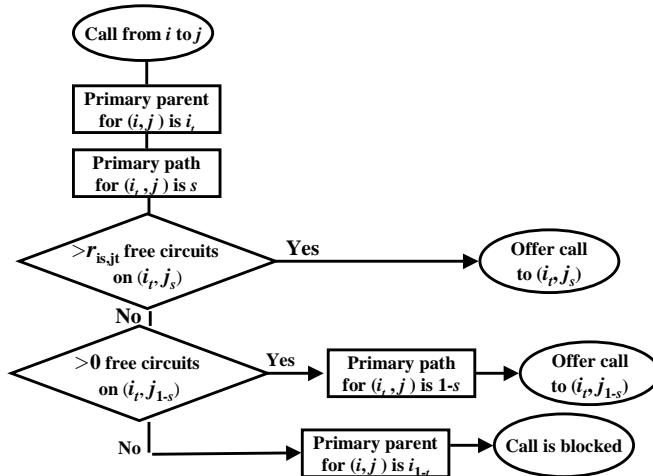 Call from i to j
Primary parent
for (i, j ) is iₜ
Primary path
for (iₜ , j ) is s
>r_is,jt free circuits
on (iₜ, jₛ)
Yes
Offer call
to (iₜ, jₛ)
No
>0 free circuits
on (iₜ, j₁₋ₛ)
Yes
Primary path
for (iₜ , j ) is 1-s
Offer call
to (iₜ, j₁₋ₛ)
No
Primary parent
for (i, j) is i₁₋ₜ
Call is blocked